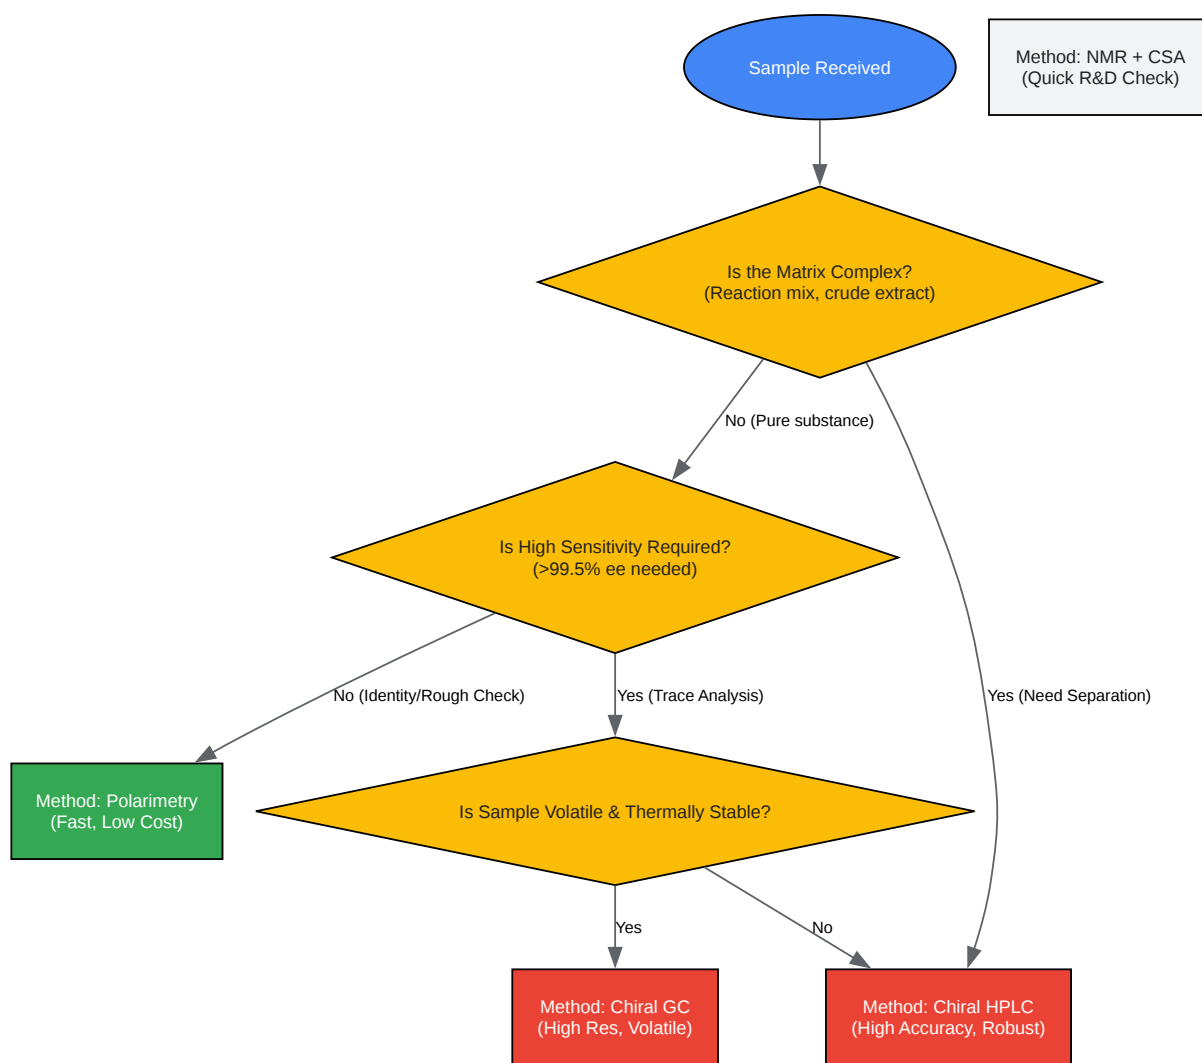 Sample Received
Method: NMR + CSA
(Quick R&D Check)
Is the Matrix Complex?
(Reaction mix, crude extract)
No (Pure substance)
Is High Sensitivity Required?
(>99.5% ee needed)
No (Identity/Rough Check)
Yes (Trace Analysis)
Yes (Need Separation)
Method: Polarimetry
(Fast, Low Cost)
Is Sample Volatile & Thermally Stable?
Yes
No
Method: Chiral GC
(High Res, Volatile)
Method: Chiral HPLC
(High Accuracy, Robust)